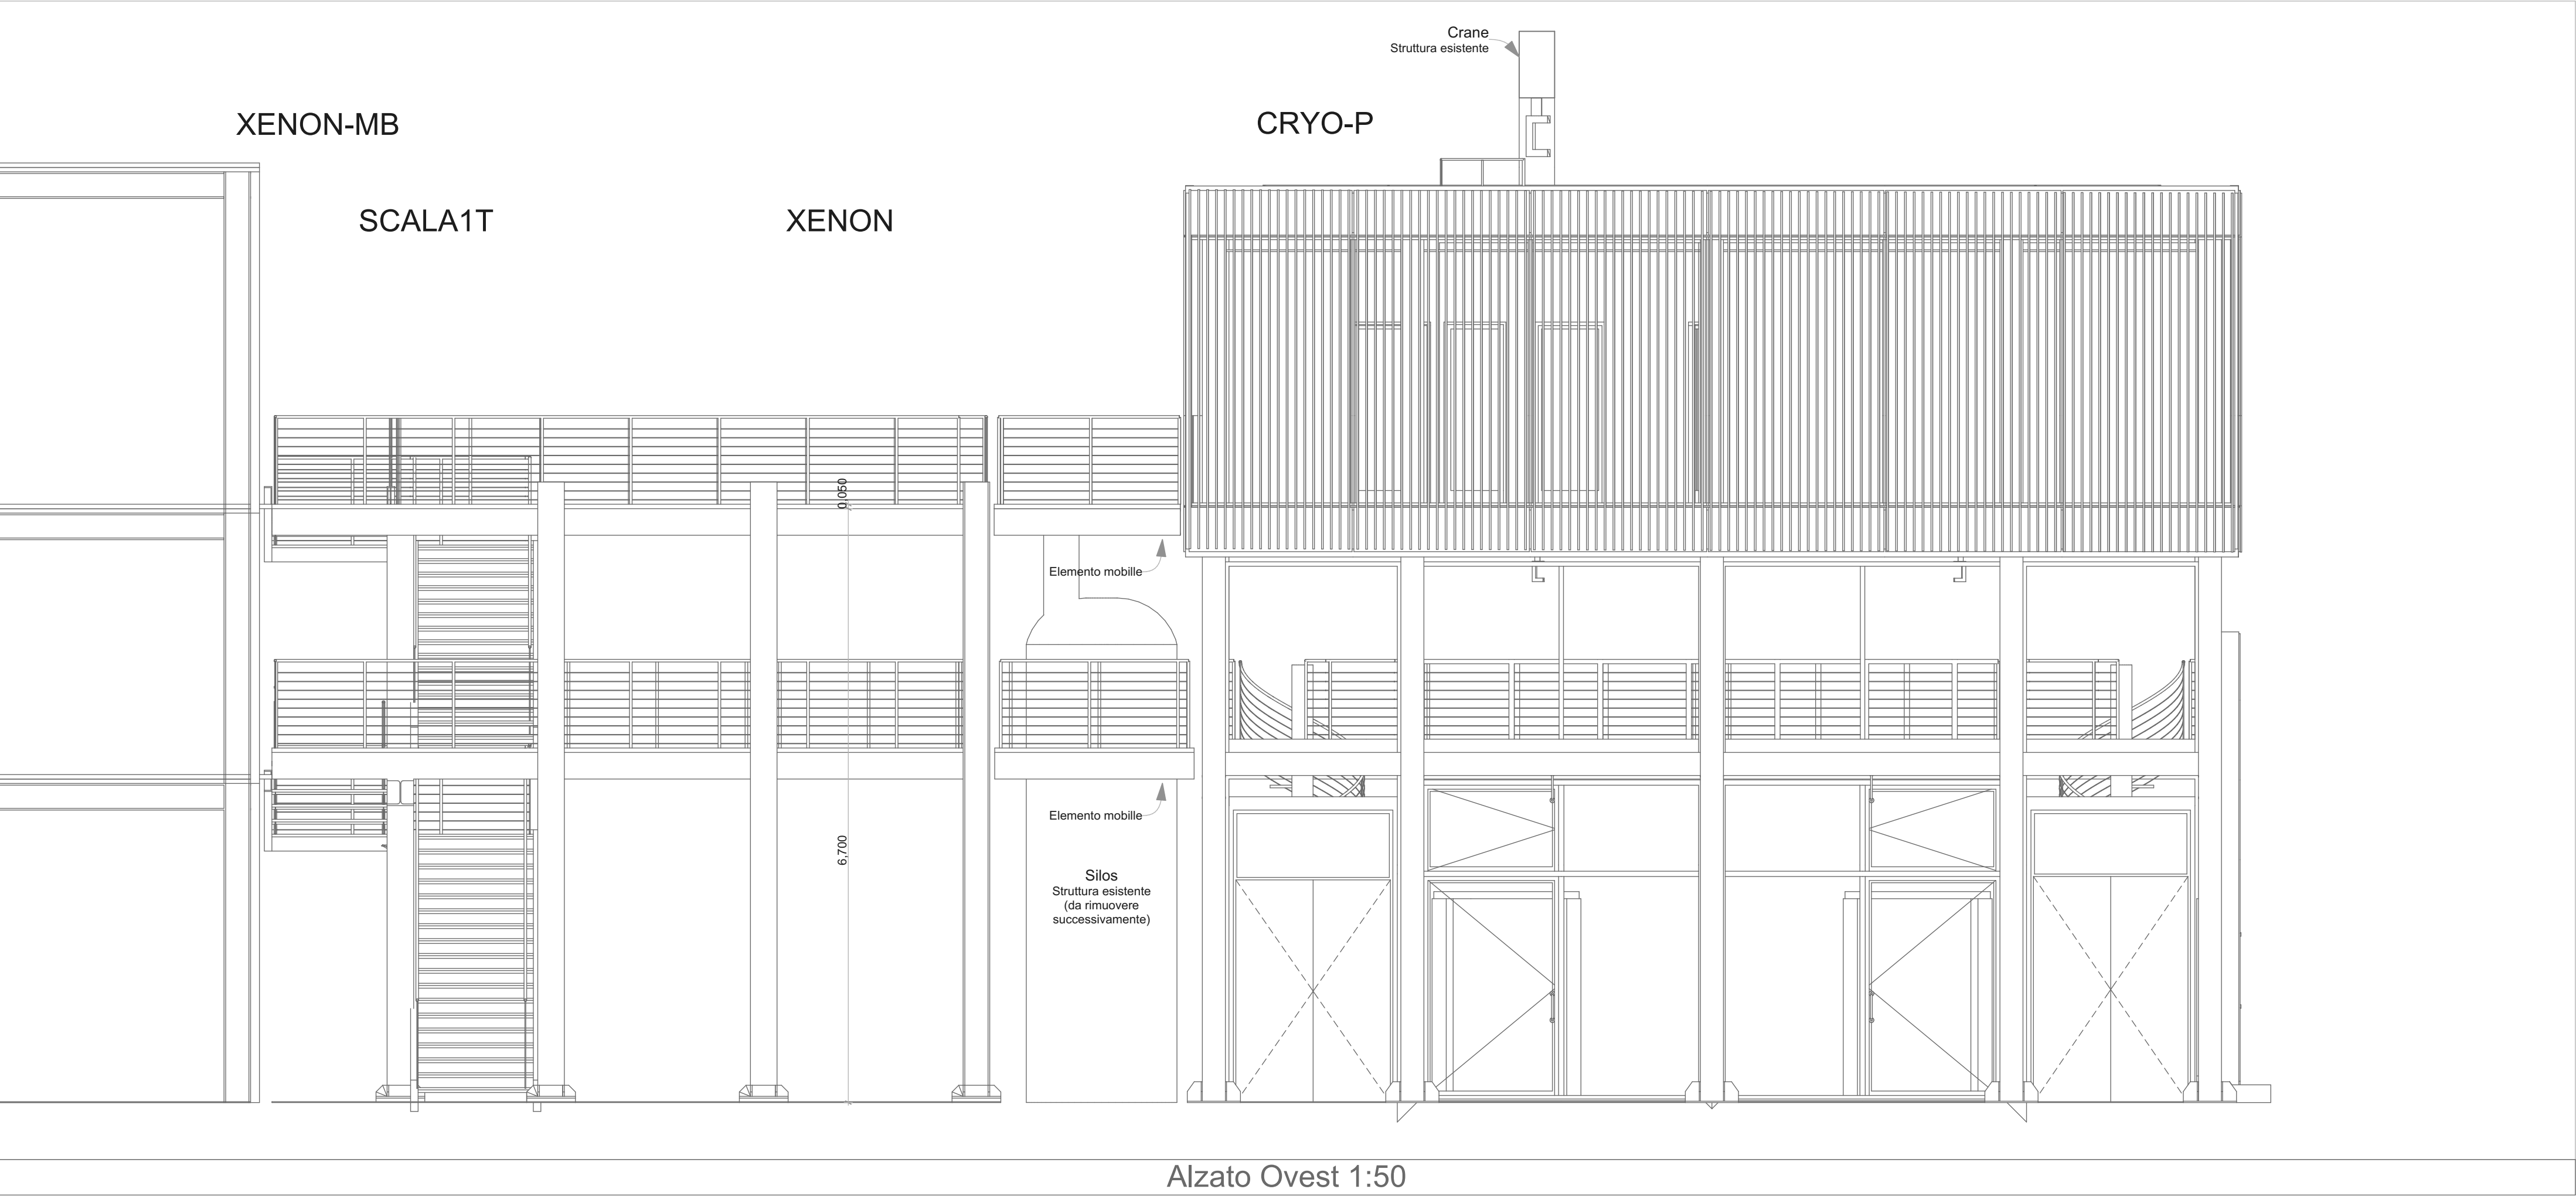 Crane
Struttura esistente
XENON-MB
CRYO-P
SCALA1T
XENON
0,050
Elemento mobille
Elemento mobille
6,700
Silos
Struttura esistente
(da rimuovere
successivamente)
Alzato Ovest 1:50